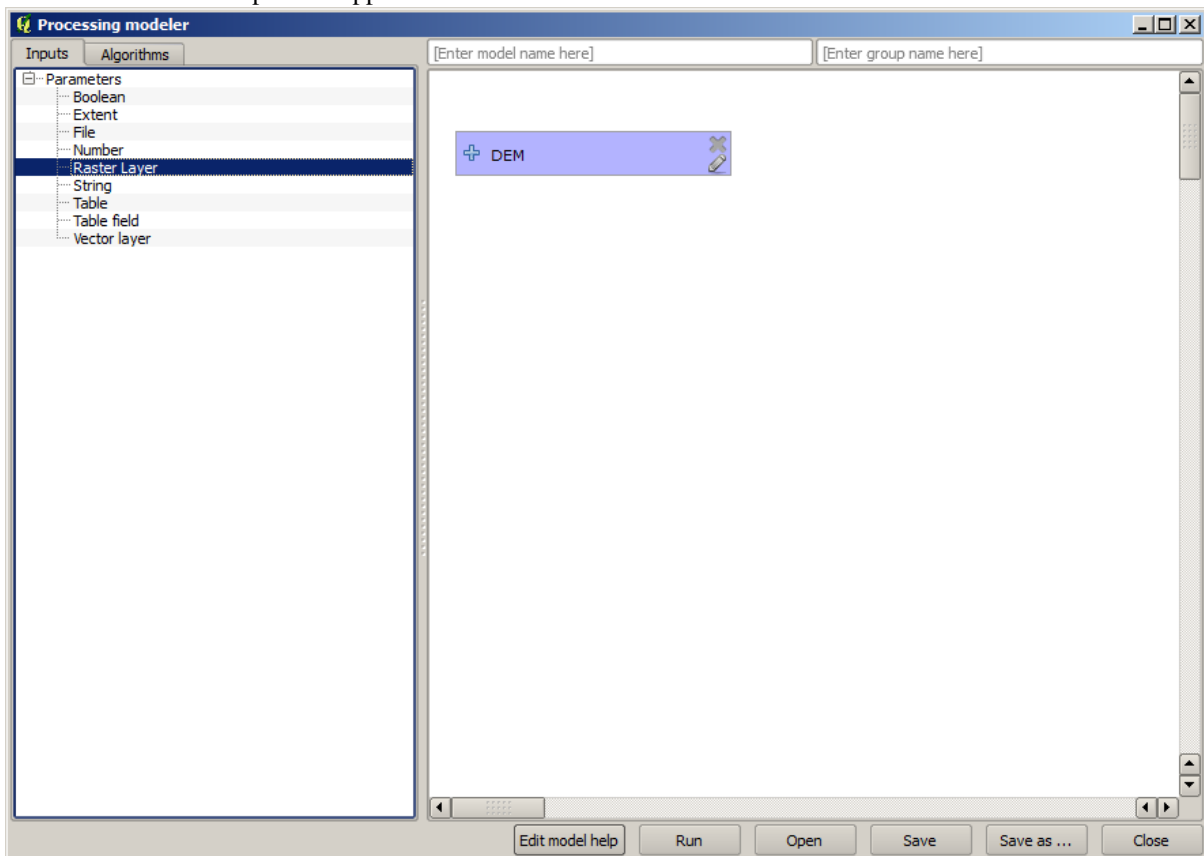 Processing modeler
Inputs Algorithms [Enter model name here] [Enter group name here]
Parameters
Boolean
Extent
File
Number
Raster Layer
String
Table
Table field
Vector layer
DEM
Edit model help Run Open Save Save as ... Close